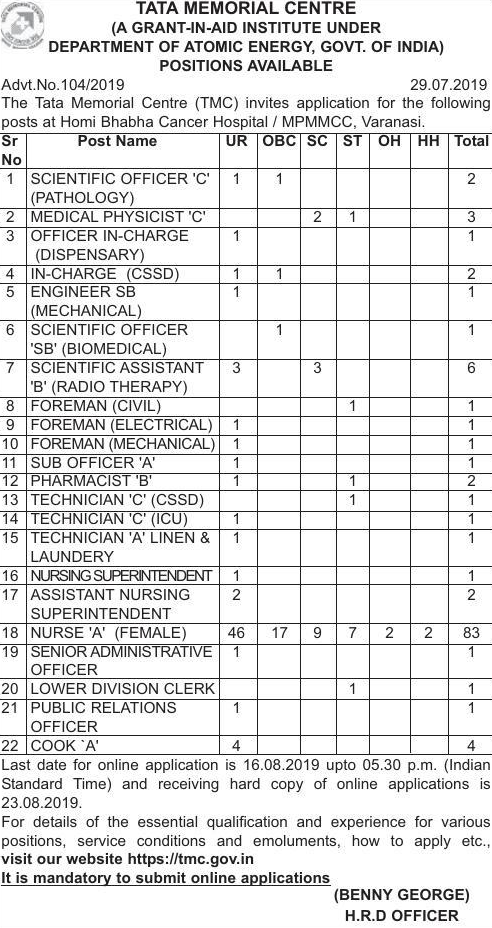 TATA MEMORIAL CENTRE
(A GRANT-IN-AID INSTITUTE UNDER
DEPARTMENT OF ATOMIC ENERGY, GOVT. OF INDIA)
POSITIONS AVAILABLE
Advt.No.104/2019 29.07.2019
The Tata Memorial Centre (TMC) invites application for the following
posts at Homi Bhabha Cancer Hospital / MPMMCC, Varanasi.
Sr Post Name UR OBC SC ST OH HH Total
No
1 SCIENTIFIC OFFICER 'C' 1 1 2
(PATHOLOGY)
2 MEDICAL PHYSICIST 'C' 2 1 3
3 OFFICER IN-CHARGE 1 1
(DISPENSARY)
4 IN-CHARGE (CSSD) 1 1 2
5 ENGINEER SB 1 1
(MECHANICAL)
6 SCIENTIFIC OFFICER 1 1
'SB' (BIOMEDICAL)
7 SCIENTIFIC ASSISTANT 3 3 6
'B' (RADIO THERAPY)
8 FOREMAN (CIVIL) 1 1
9 FOREMAN (ELECTRICAL) 1 1
10 FOREMAN (MECHANICAL) 1 1
11 SUB OFFICER 'A' 1 1
12 PHARMACIST 'B' 1 1 2
13 TECHNICIAN 'C' (CSSD) 1 1
14 TECHNICIAN 'C' (ICU) 1 1
15 TECHNICIAN 'A' LINEN & 1 1
LAUNDERY
16 NURSING SUPERINTENDENT 1 1
17 ASSISTANT NURSING 2 2
SUPERINTENDENT
18 NURSE 'A' (FEMALE) 46 17 9 7 2 2 83
19 SENIOR ADMINISTRATIVE 1 1
OFFICER
20 LOWER DIVISION CLERK 1 1
21 PUBLIC RELATIONS 1 1
OFFICER
22 COOK `A' 4 4
Last date for online application is 16.08.2019 upto 05.30 p.m. (Indian
Standard Time) and receiving hard copy of online applications is
23.08.2019.
For details of the essential qualification and experience for various
positions, service conditions and emoluments, how to apply etc.,
visit our website https://tmc.gov.in
It is mandatory to submit online applications
(BENNY GEORGE)
H.R.D OFFICER